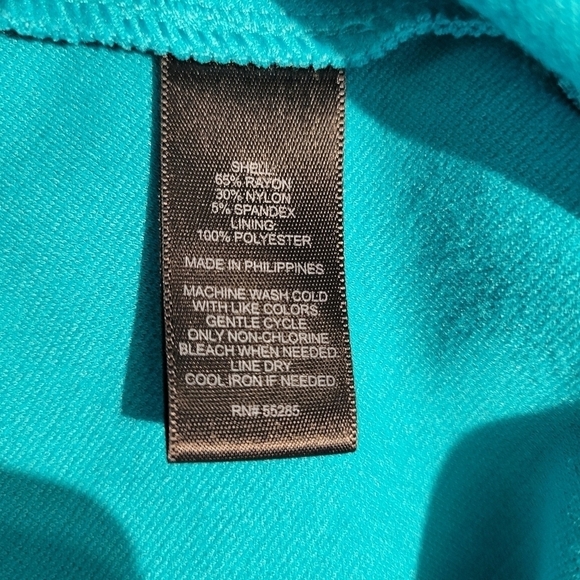 SHELL:
65% RAYON
30% NYLON
5% SPANDEX
LINING:
100% POLYESTER
MADE IN PHILIPPINES
MACHINE WASH COLD
WITH LIKE COLORS
GENTLE CYCLE
ONLY NON-CHLORINE
BLEACH WHEN NEEDED
LINE DRY
COOL IRON IF NEEDED
RN# 55285